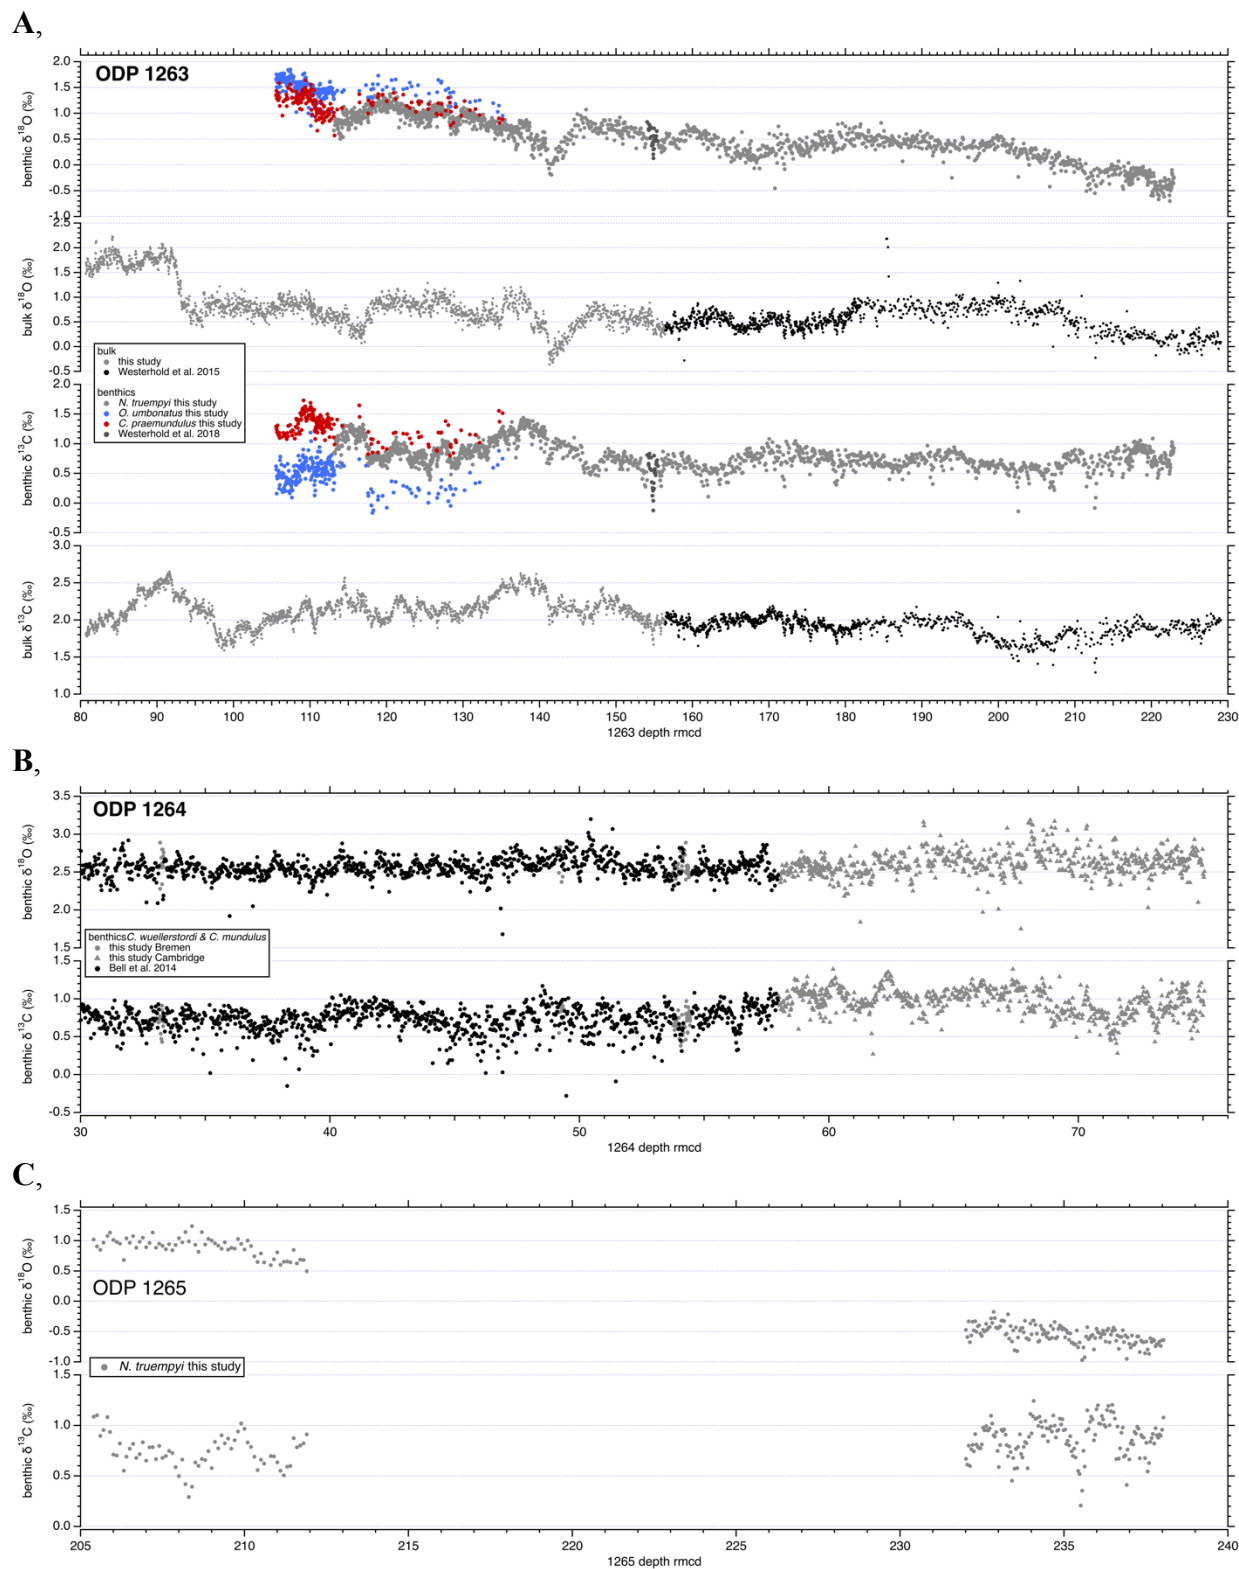 A,
ODP 1263
benthic δ18O (‰)
2.0
1.5
1.0
0.5
0.0
-0.5
-1.0
bulk δ18O (‰)
2.5
2.0
1.5
1.0
0.5
0.0
-0.5
bulk
this study
Westerhold et al. 2015
benthics
N. truempyi this study
O. umbonatus this study
C. praemundulus this study
Westerhold et al. 2018
benthic δ13C (‰)
2.0
1.5
1.0
0.5
0.0
-0.5
bulk δ13C (‰)
3.0
2.5
2.0
1.5
1.0
80 90 100 110 120 130 140 150 160 170 180 190 200 210 220 230
1263 depth rmcd
B,
ODP 1264
benthic δ18O (‰)
3.5
3.0
2.5
2.0
1.5
benthicsC. wuellerstordi & C. mundulus
this study Bremen
this study Cambridge
Bell et al. 2014
benthic δ13C (‰)
1.5
1.0
0.5
0.0
-0.5
30 40 50 60 70
1264 depth rmcd
C,
ODP 1265
benthic δ18O (‰)
1.5
1.0
0.5
0.0
-0.5
-1.0
N. truempyi this study
benthic δ13C (‰)
1.5
1.0
0.5
0.0
205 210 215 220 225 230 235 240
1265 depth rmcd